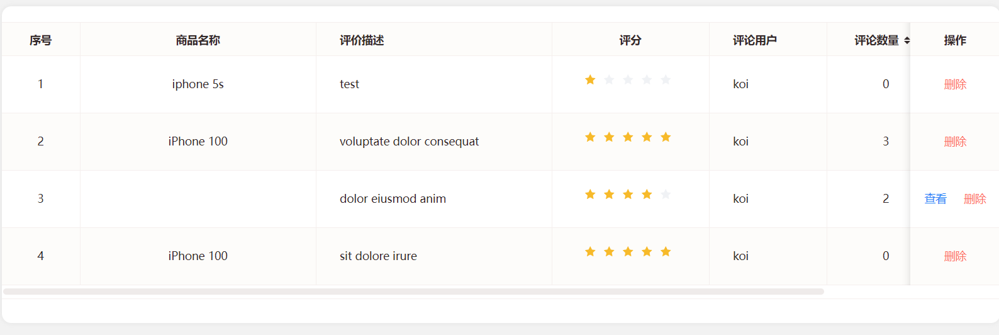 序号 商品名称 评价描述 评分 评论用户 评论数量 操作
1 iphone 5s test koi 0 删除
2 iPhone 100 voluptate dolor consequat koi 3 删除
3 dolor eiusmod anim koi 2 查看 删除
4 iPhone 100 sit dolore irure koi 0 删除